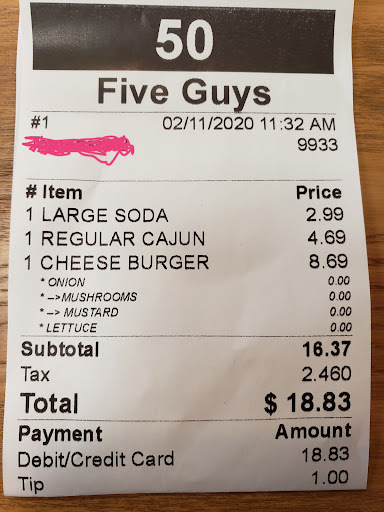 50
Five Guys
#1 02/11/2020 11:32 AM
9933
# Item Price
1 LARGE SODA 2.99
1 REGULAR CAJUN 4.69
1 CHEESE BURGER 8.69
* ONION 0.00
* -->MUSHROOMS 0.00
* --> MUSTARD 0.00
* LETTUCE 0.00
Subtotal 16.37
Tax 2.460
Total $ 18.83
Payment Amount
Debit/Credit Card 18.83
Tip 1.00